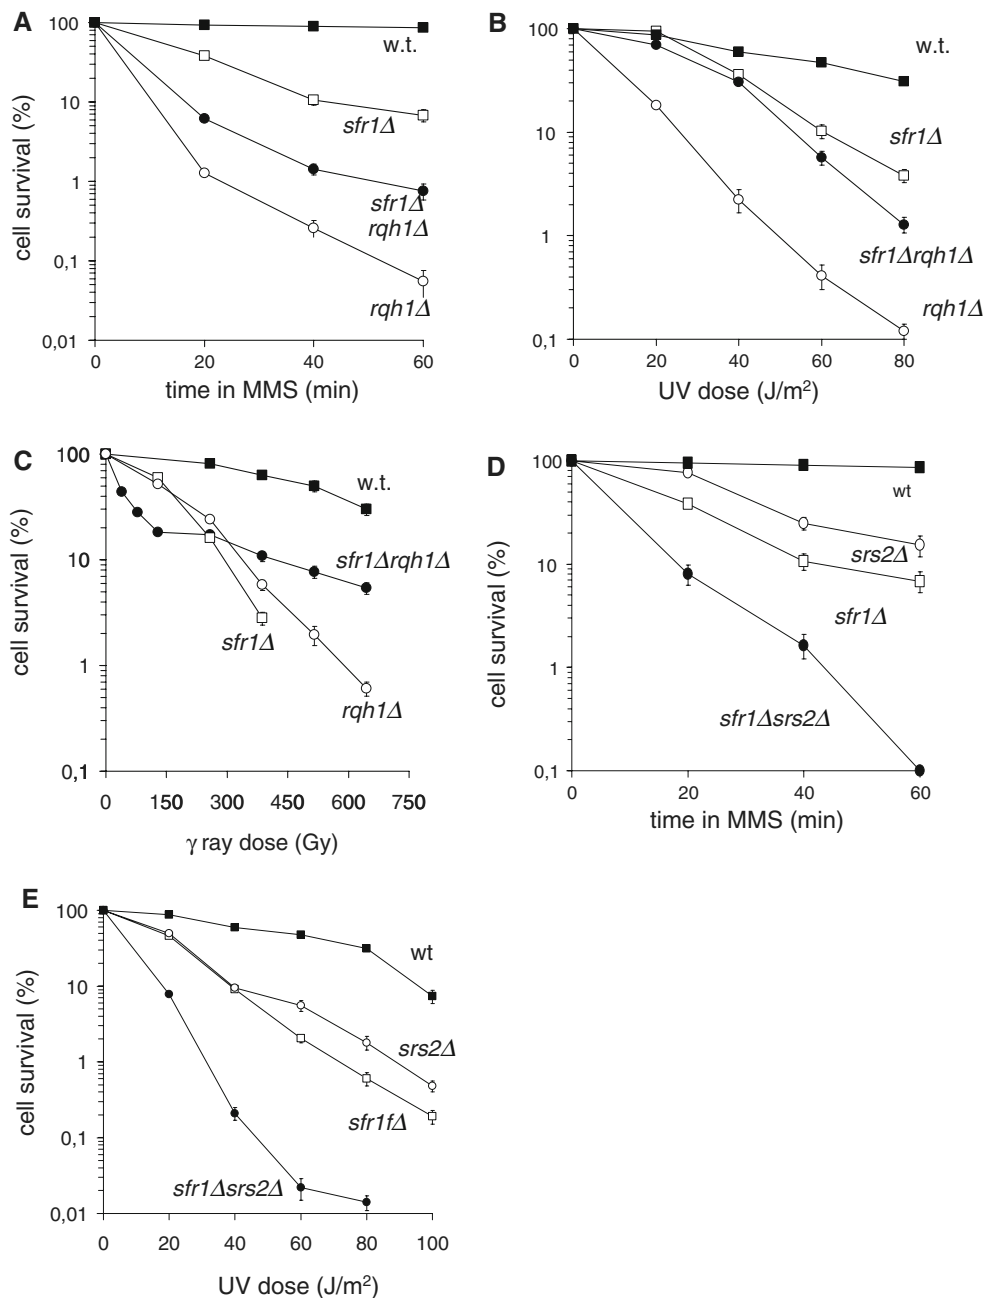 A
100
10
1
0,1
0,01
cell survival (%)
w.t.
sfr1Δ
sfr1Δ
rqh1Δ
rqh1Δ
0 20 40 60
time in MMS (min)
B
100
10
1
0,1
cell survival (%)
w.t.
sfr1Δ
sfr1Δrqh1Δ
rqh1Δ
0 20 40 60 80
UV dose (J/m²)
C
100
10
1
0,1
cell survival (%)
w.t.
sfr1Δrqh1Δ
sfr1Δ
rqh1Δ
0 150 300 450 600 750
γ ray dose (Gy)
D
100
10
1
0,1
cell survival (%)
wt
srs2Δ
sfr1Δ
sfr1Δsrs2Δ
0 20 40 60
time in MMS (min)
E
100
10
1
0,1
0,01
cell survival (%)
wt
srs2Δ
sfr1fΔ
sfr1Δsrs2Δ
0 20 40 60 80 100
UV dose (J/m²)